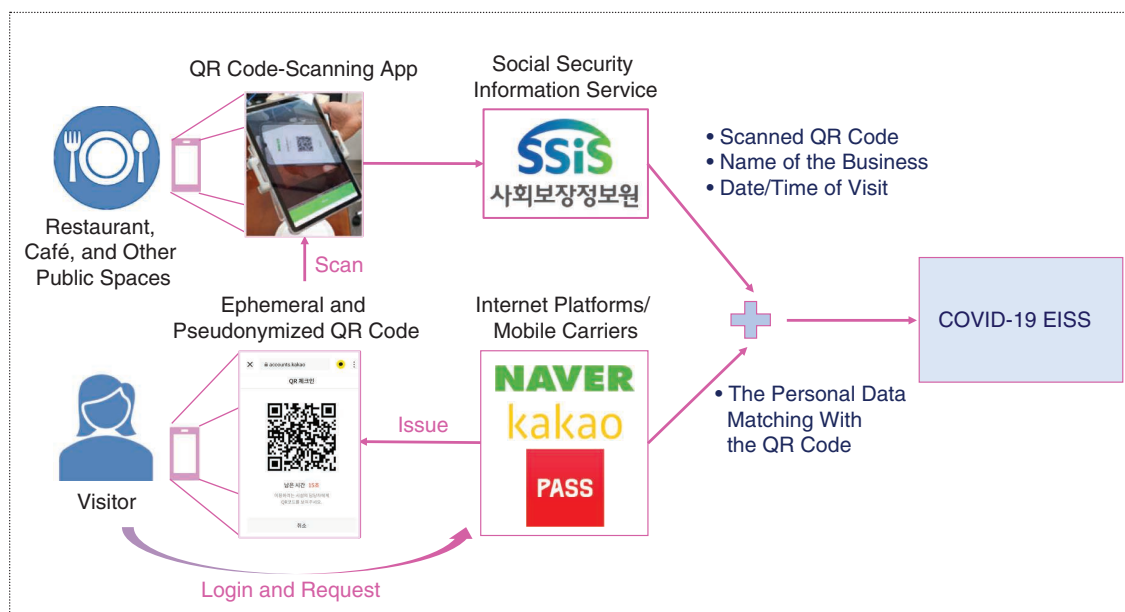 QR Code-Scanning App
Social Security
Information Service
SSiS
사회보장정보원
• Scanned QR Code
• Name of the Business
• Date/Time of Visit
Restaurant,
Café, and Other
Public Spaces
Scan
Ephemeral and
Pseudonymized QR Code
Internet Platforms/
Mobile Carriers
COVID-19 EISS
accounts.kakao
QR 체크인
남은 시간 15초
취소
NAVER
kakao
PASS
Issue
• The Personal Data
Matching With
the QR Code
Visitor
Login and Request